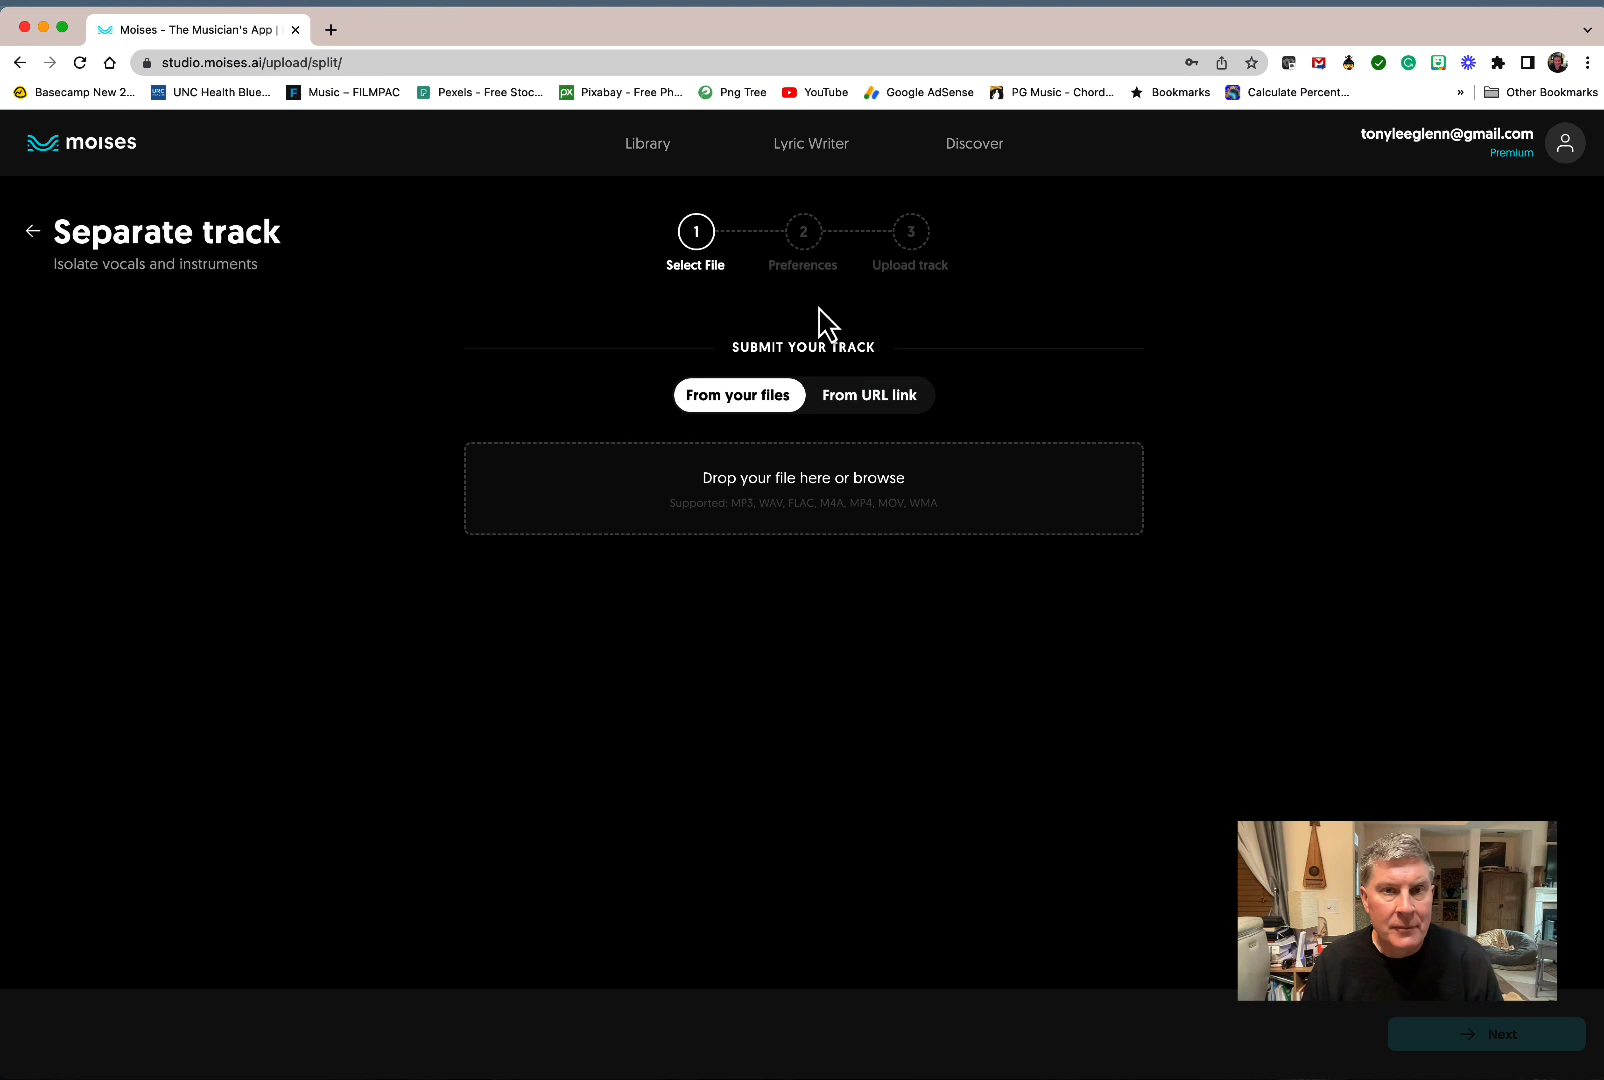 Moises - The Musician's App |
studio.moises.ai/upload/split/
Basecamp New 2...
UNC Health Blue...
Music – FILMPAC
Pexels - Free Stoc...
Pixabay - Free Ph...
Png Tree
YouTube
Google AdSense
PG Music - Chord...
Bookmarks
Calculate Percent...
»
Other Bookmarks
moises
Library
Lyric Writer
Discover
tonyleeglenn@gmail.com
Premium
Separate track
Isolate vocals and instruments
1
2
3
Select File
Preferences
Upload track
SUBMIT YOUR TRACK
From your files
From URL link
Drop your file here or browse
Supported: MP3, WAV, FLAC, M4A, MP4, MOV, WMA
Next